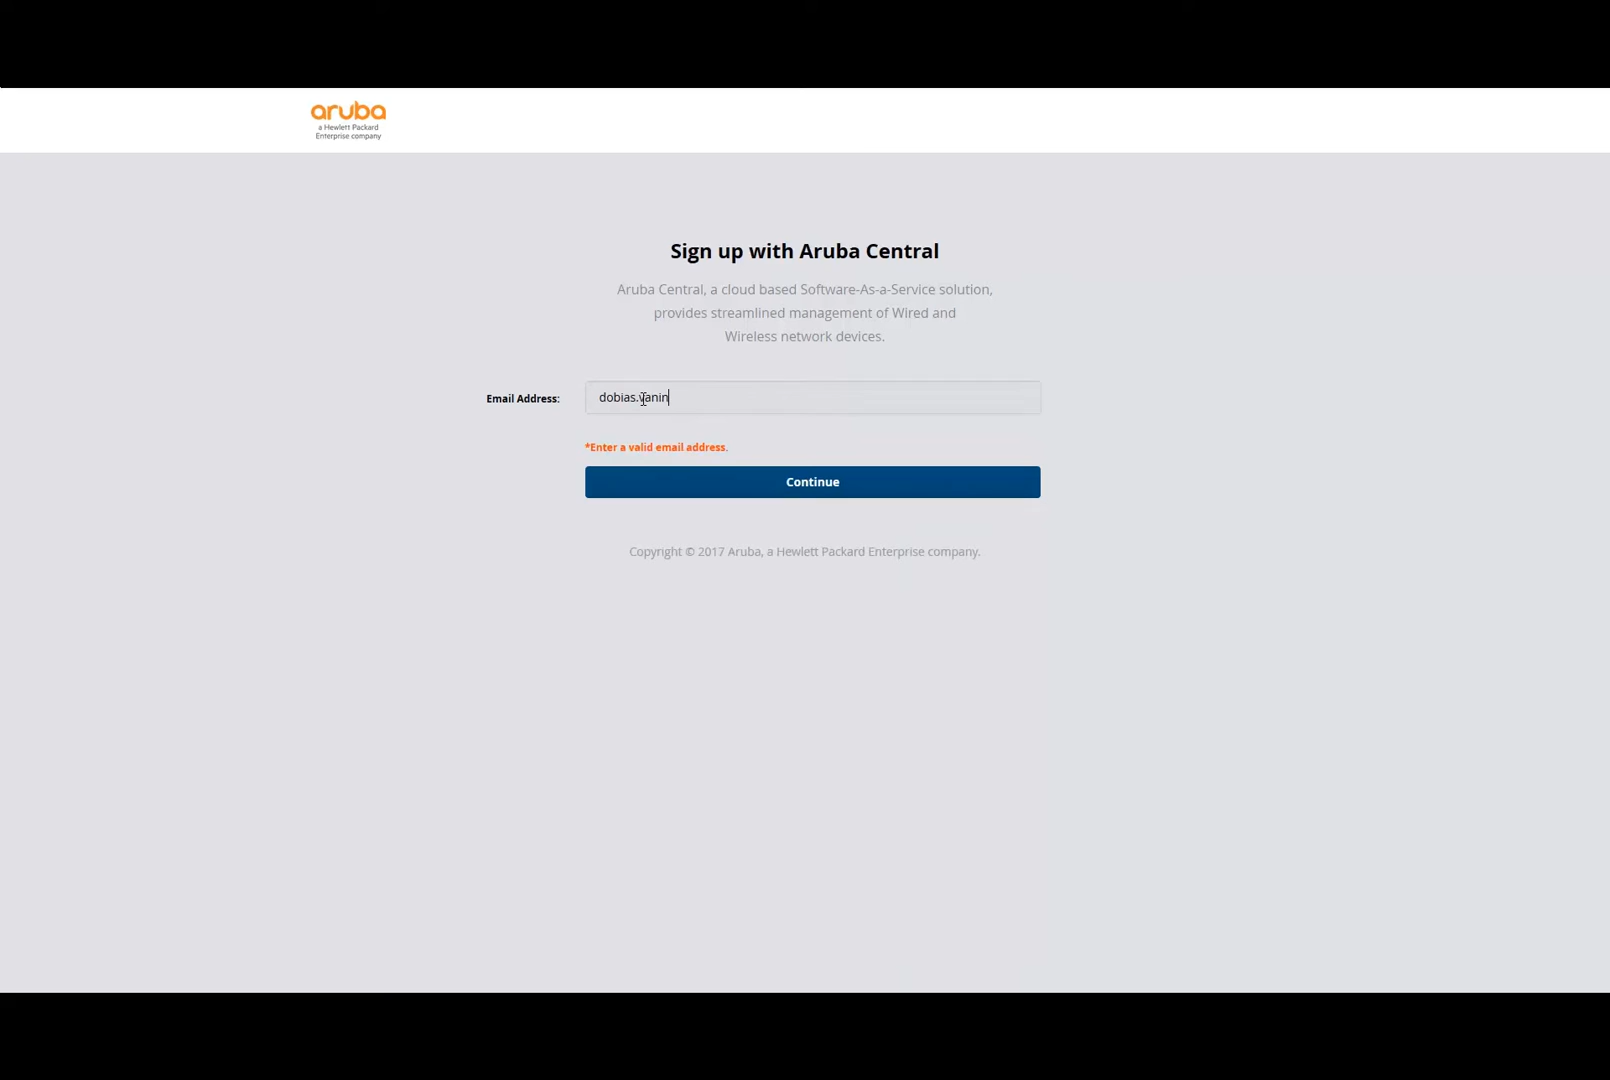 aruba
a Hewlett Packard
Enterprise company
Sign up with Aruba Central
Aruba Central, a cloud based Software-As-a-Service solution,
provides streamlined management of Wired and
Wireless network devices.
Email Address:
dobias.vanin
*Enter a valid email address.
Continue
Copyright © 2017 Aruba, a Hewlett Packard Enterprise company.